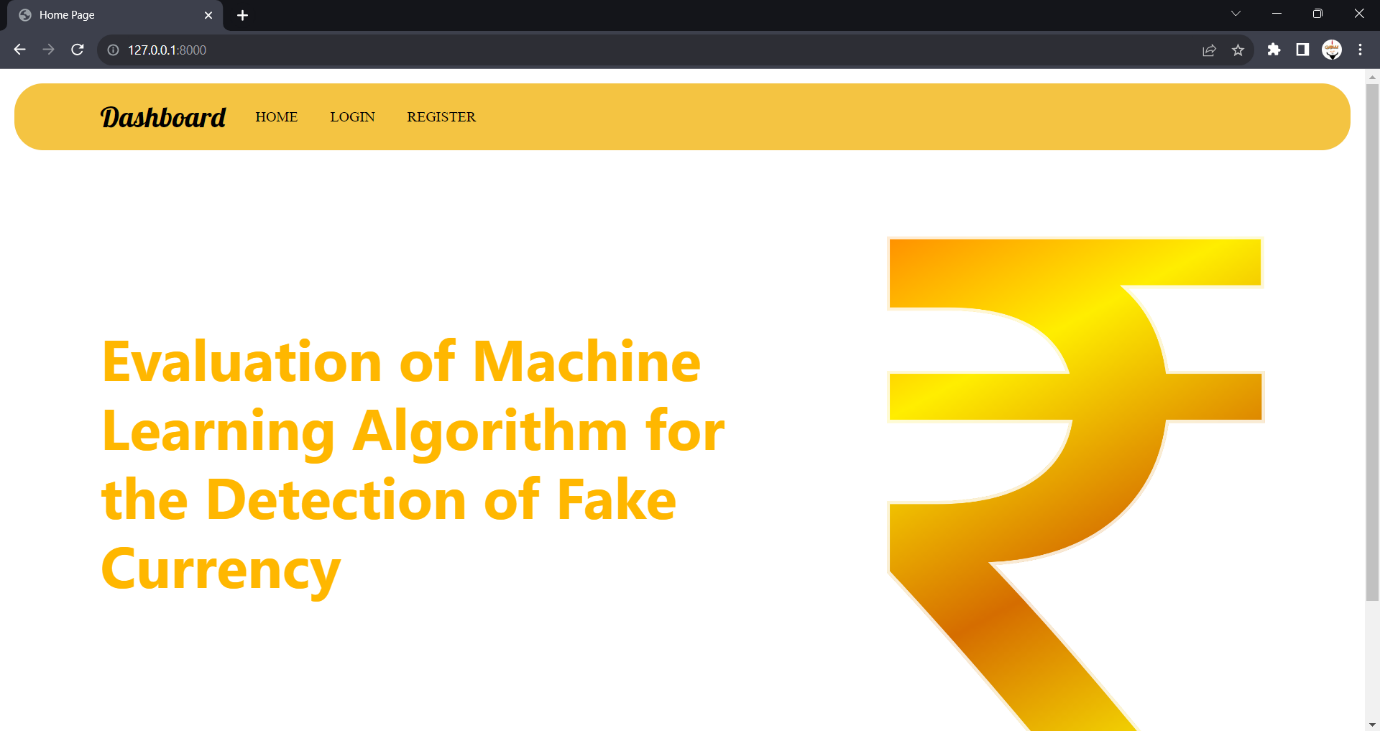 Home Page
127.0.0.1:8000
Dashboard HOME LOGIN REGISTER
Evaluation of Machine
Learning Algorithm for
the Detection of Fake
Currency
₹